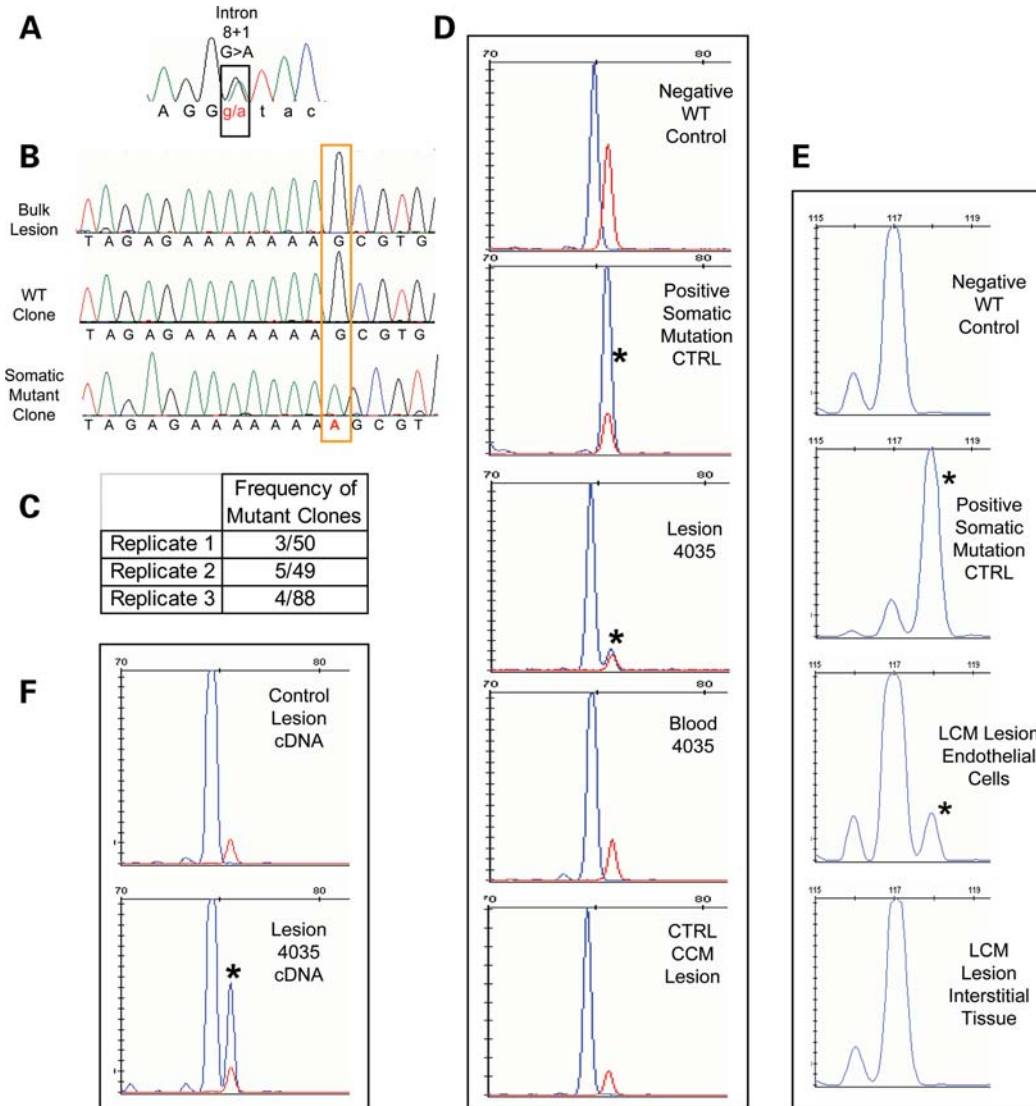 A
Intron
8+1
G>A
A G G g/a t a c
B
Bulk
Lesion
T A G A G A A A A A A A G C G T G
WT
Clone
T A G A G A A A A A A A G C G T G
Somatic
Mutant
Clone
T A G A G A A A A A A A A G C G T
C
Frequency of
Mutant Clones
Replicate 1 3/50
Replicate 2 5/49
Replicate 3 4/88
F
70 80
Control
Lesion
cDNA
70 80
Lesion
4035
cDNA
*
D
70 80
Negative
WT
Control
70 80
Positive
Somatic
Mutation
CTRL
*
70 80
Lesion
4035
*
70 80
Blood
4035
70 80
CTRL
CCM
Lesion
E
115 117 119
Negative
WT
Control
115 117 119
*
Positive
Somatic
Mutation
CTRL
115 117 119
LCM Lesion
Endothelial
Cells
*
115 117 119
LCM
Lesion
Interstitial
Tissue